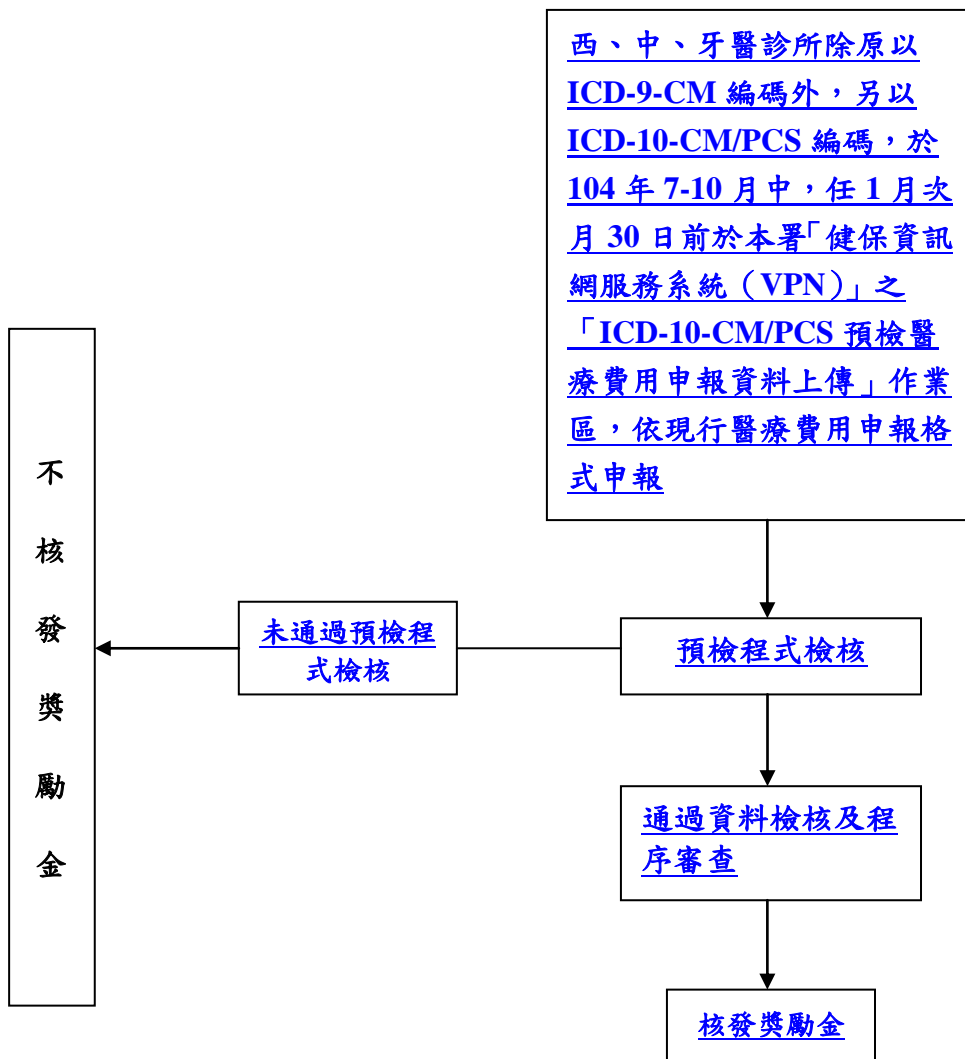 西、中、牙醫診所除原以
ICD-9-CM 編碼外，另以
ICD-10-CM/PCS 編碼，於
104 年 7-10 月中，任 1 月次
月 30 日前於本署「健保資訊
網服務系統（VPN）」之
「ICD-10-CM/PCS 預檢醫
療費用申報資料上傳」作業
區，依現行醫療費用申報格
式申報
不
核
發
獎
勵
金
未通過預檢程
式檢核
預檢程式檢核
通過資料檢核及程
序審查
核發獎勵金